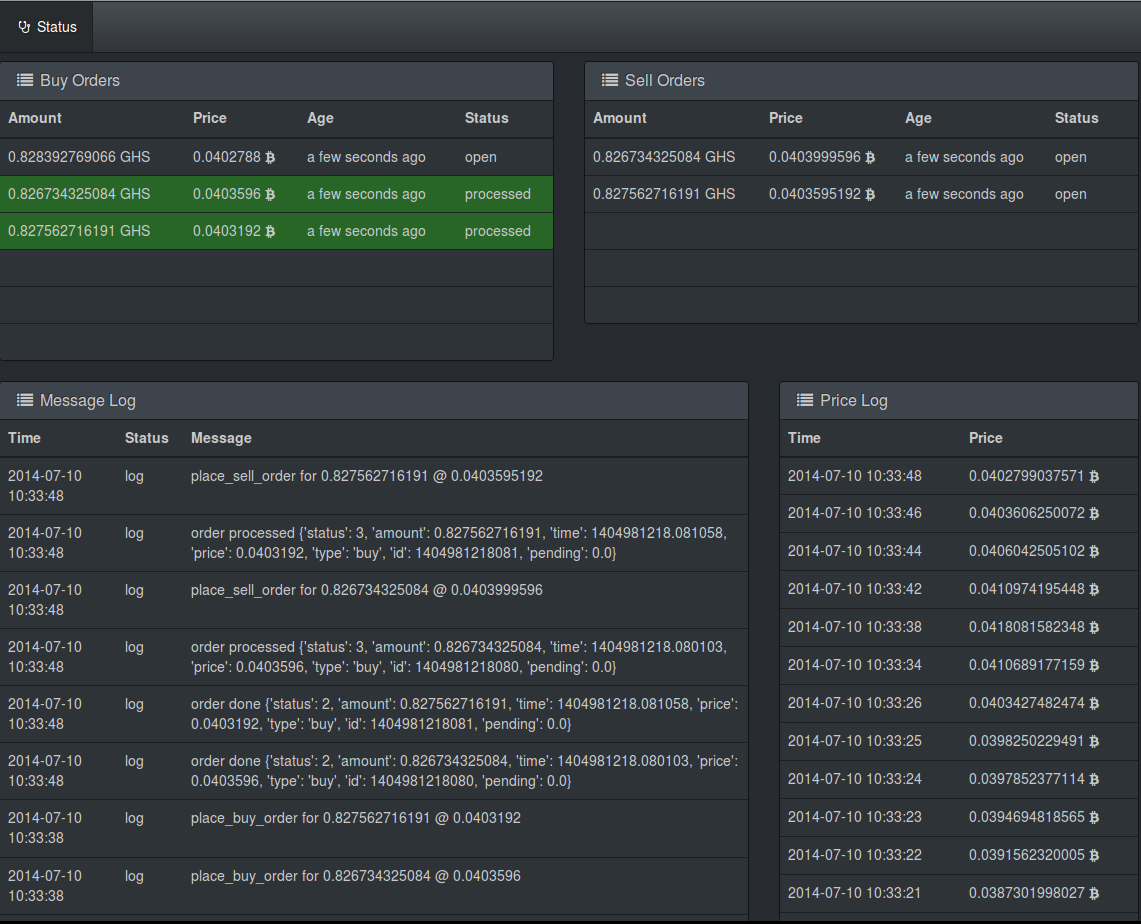 Status
Buy Orders
Amount Price Age Status
0.828392769066 GHS 0.0402788 ₿ a few seconds ago open
0.826734325084 GHS 0.0403596 ₿ a few seconds ago processed
0.827562716191 GHS 0.0403192 ₿ a few seconds ago processed
Sell Orders
Amount Price Age Status
0.826734325084 GHS 0.0403999596 ₿ a few seconds ago open
0.827562716191 GHS 0.0403595192 ₿ a few seconds ago open
Message Log
Time Status Message
2014-07-10 log place_sell_order for 0.827562716191 @ 0.0403595192
10:33:48
2014-07-10 log order processed {'status': 3, 'amount': 0.827562716191, 'time': 1404981218.081058,
10:33:48 'price': 0.0403192, 'type': 'buy', 'id': 1404981218081, 'pending': 0.0}
2014-07-10 log place_sell_order for 0.826734325084 @ 0.0403999596
10:33:48
2014-07-10 log order processed {'status': 3, 'amount': 0.826734325084, 'time': 1404981218.080103,
10:33:48 'price': 0.0403596, 'type': 'buy', 'id': 1404981218080, 'pending': 0.0}
2014-07-10 log order done {'status': 2, 'amount': 0.827562716191, 'time': 1404981218.081058, 'price':
10:33:48 0.0403192, 'type': 'buy', 'id': 1404981218081, 'pending': 0.0}
2014-07-10 log order done {'status': 2, 'amount': 0.826734325084, 'time': 1404981218.080103, 'price':
10:33:48 0.0403596, 'type': 'buy', 'id': 1404981218080, 'pending': 0.0}
2014-07-10 log place_buy_order for 0.827562716191 @ 0.0403192
10:33:38
2014-07-10 log place_buy_order for 0.826734325084 @ 0.0403596
10:33:38
Price Log
Time Price
2014-07-10 10:33:48 0.0402799037571 ₿
2014-07-10 10:33:46 0.0403606250072 ₿
2014-07-10 10:33:44 0.0406042505102 ₿
2014-07-10 10:33:42 0.0410974195448 ₿
2014-07-10 10:33:38 0.0418081582348 ₿
2014-07-10 10:33:34 0.0410689177159 ₿
2014-07-10 10:33:26 0.0403427482474 ₿
2014-07-10 10:33:25 0.0398250229491 ₿
2014-07-10 10:33:24 0.0397852377114 ₿
2014-07-10 10:33:23 0.0394694818565 ₿
2014-07-10 10:33:22 0.0391562320005 ₿
2014-07-10 10:33:21 0.0387301998027 ₿